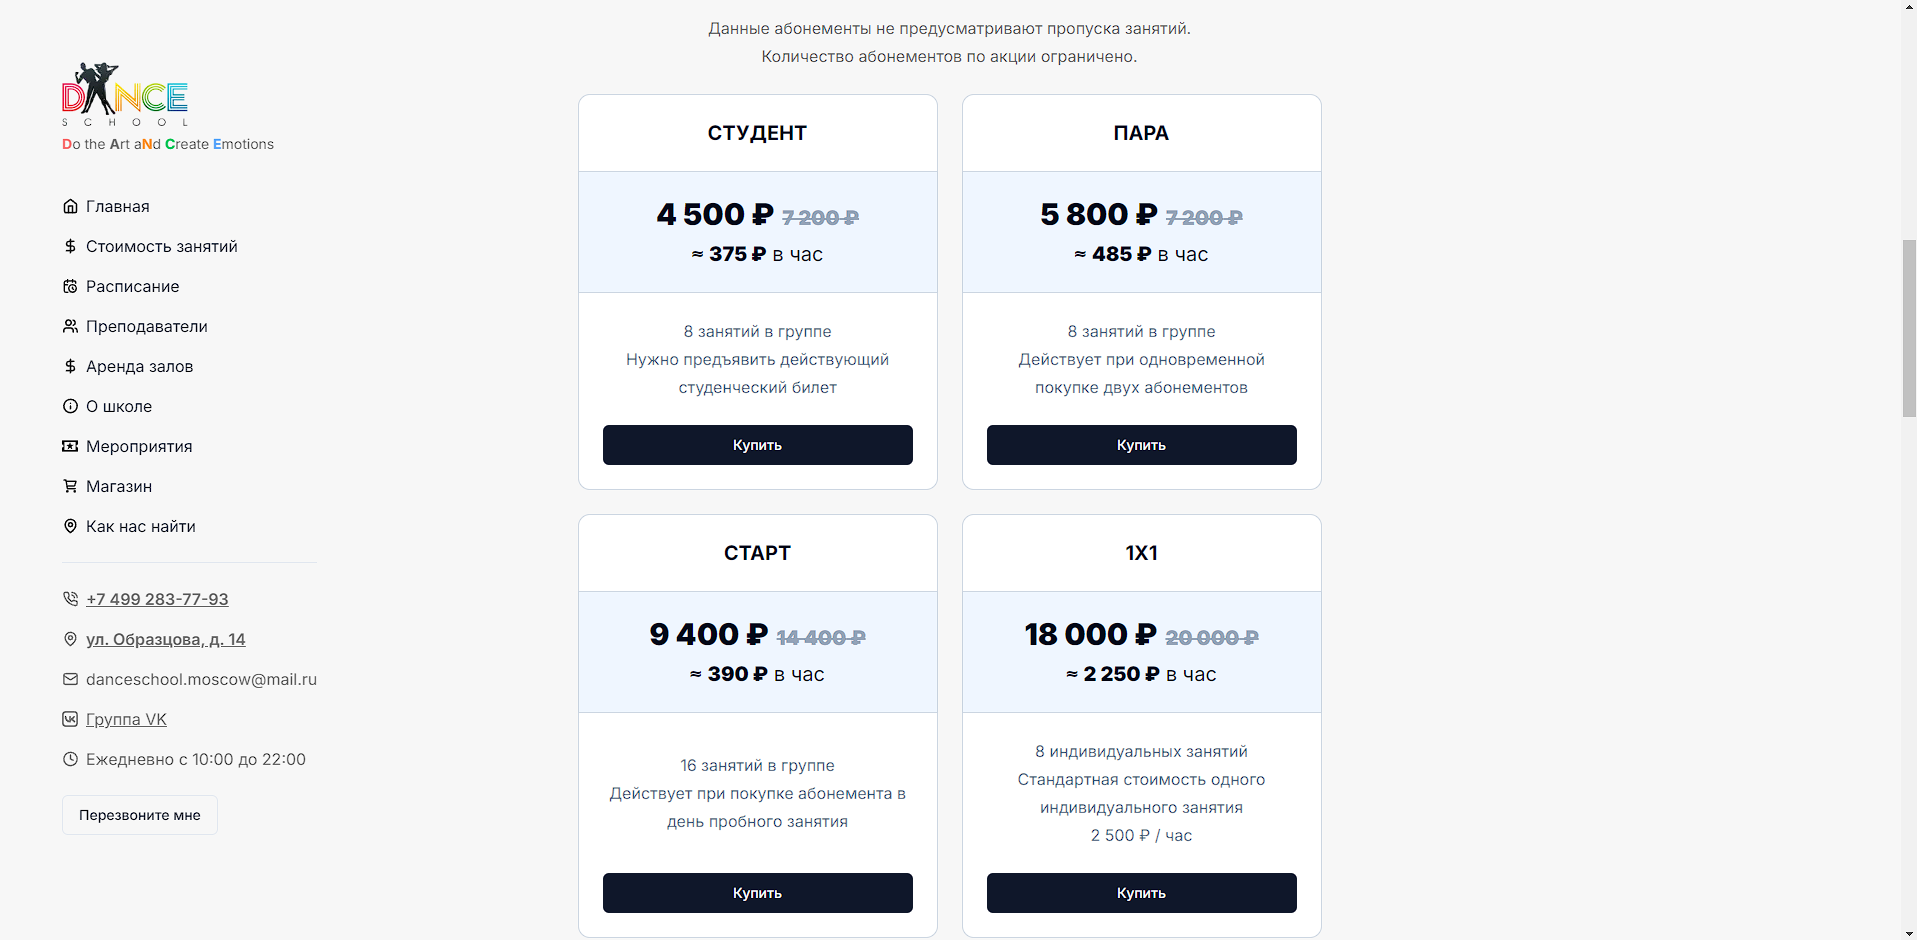 DANCE
SCHOOL
Do the Art aNd Create Emotions
Главная
Стоимость занятий
Расписание
Преподаватели
Аренда залов
О школе
Мероприятия
Магазин
Как нас найти
+7 499 283-77-93
ул. Образцова, д. 14
danceschool.moscow@mail.ru
Группа VK
Ежедневно с 10:00 до 22:00
Перезвоните мне
Данные абонементы не предусматривают пропуска занятий.
Количество абонементов по акции ограничено.
СТУДЕНТ
4 500 ₽ 7 200 ₽
≈ 375 ₽ в час
8 занятий в группе
Нужно предъявить действующий
студенческий билет
Купить
ПАРА
5 800 ₽ 7 200 ₽
≈ 485 ₽ в час
8 занятий в группе
Действует при одновременной
покупке двух абонементов
Купить
СТАРТ
9 400 ₽ 14 400 ₽
≈ 390 ₽ в час
16 занятий в группе
Действует при покупке абонемента в
день пробного занятия
Купить
1X1
18 000 ₽ 20 000 ₽
≈ 2 250 ₽ в час
8 индивидуальных занятий
Стандартная стоимость одного
индивидуального занятия
2 500 ₽ / час
Купить